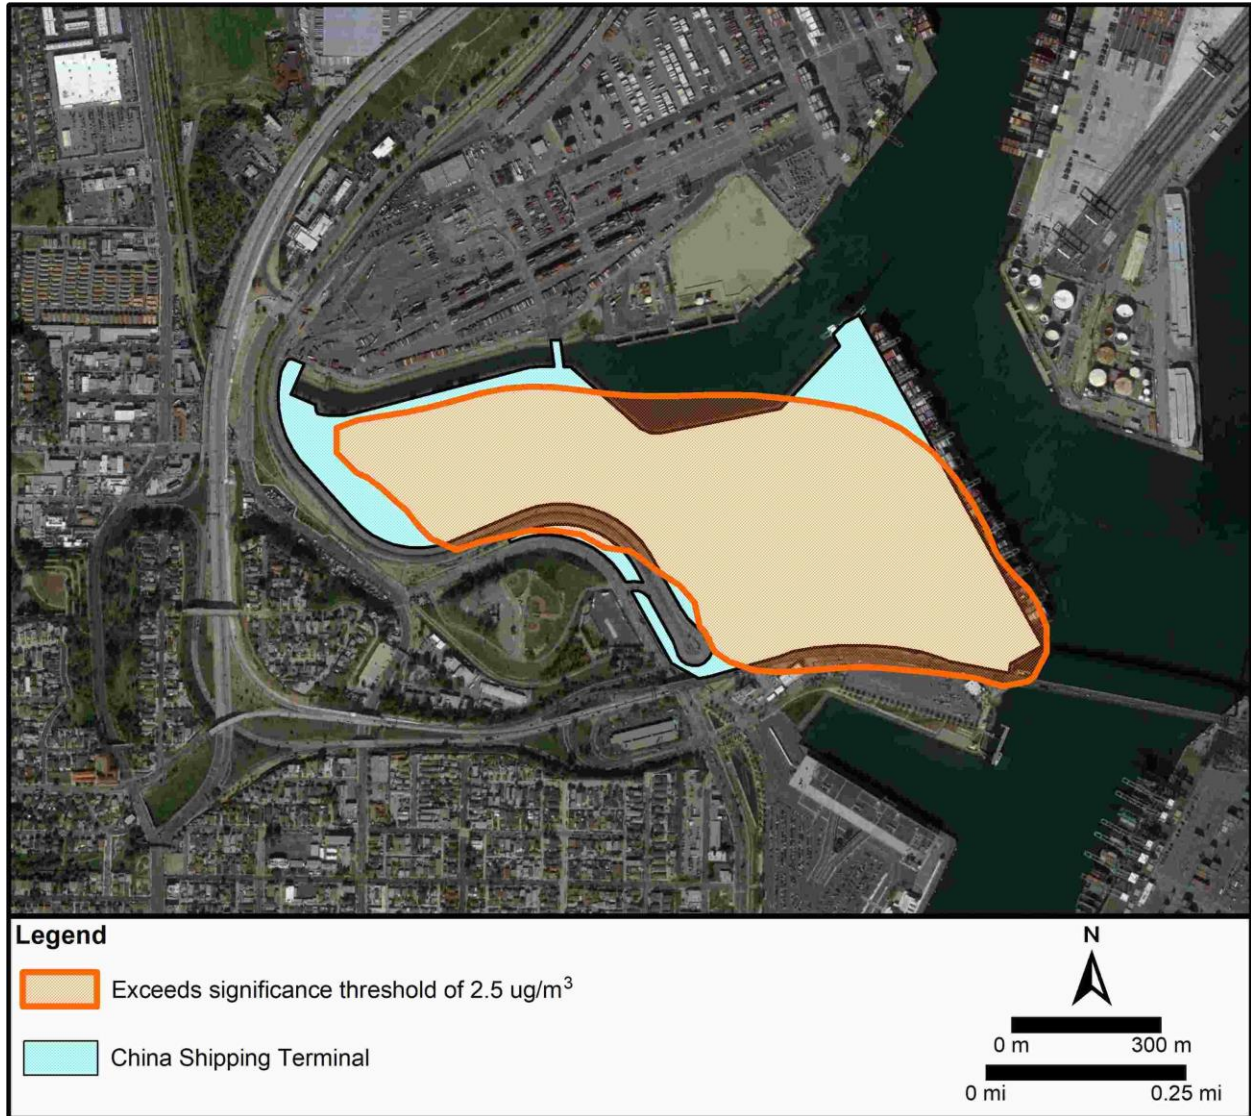 Legend
Exceeds significance threshold of 2.5 ug/m³
China Shipping Terminal
N
0 m 300 m
0 mi 0.25 mi